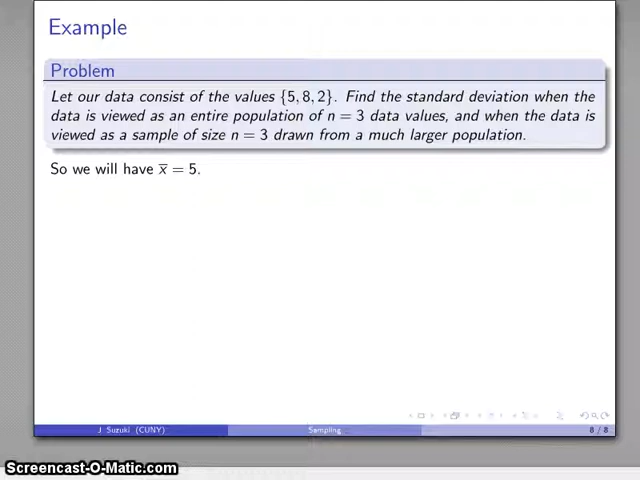 Example
Problem
Let our data consist of the values {5, 8, 2}. Find the standard deviation when the
data is viewed as an entire population of n = 3 data values, and when the data is
viewed as a sample of size n = 3 drawn from a much larger population.
So we will have x̄ = 5.
J Suzuki (CUNY) Sampling 8 / 8
Screencast-O-Matic.com